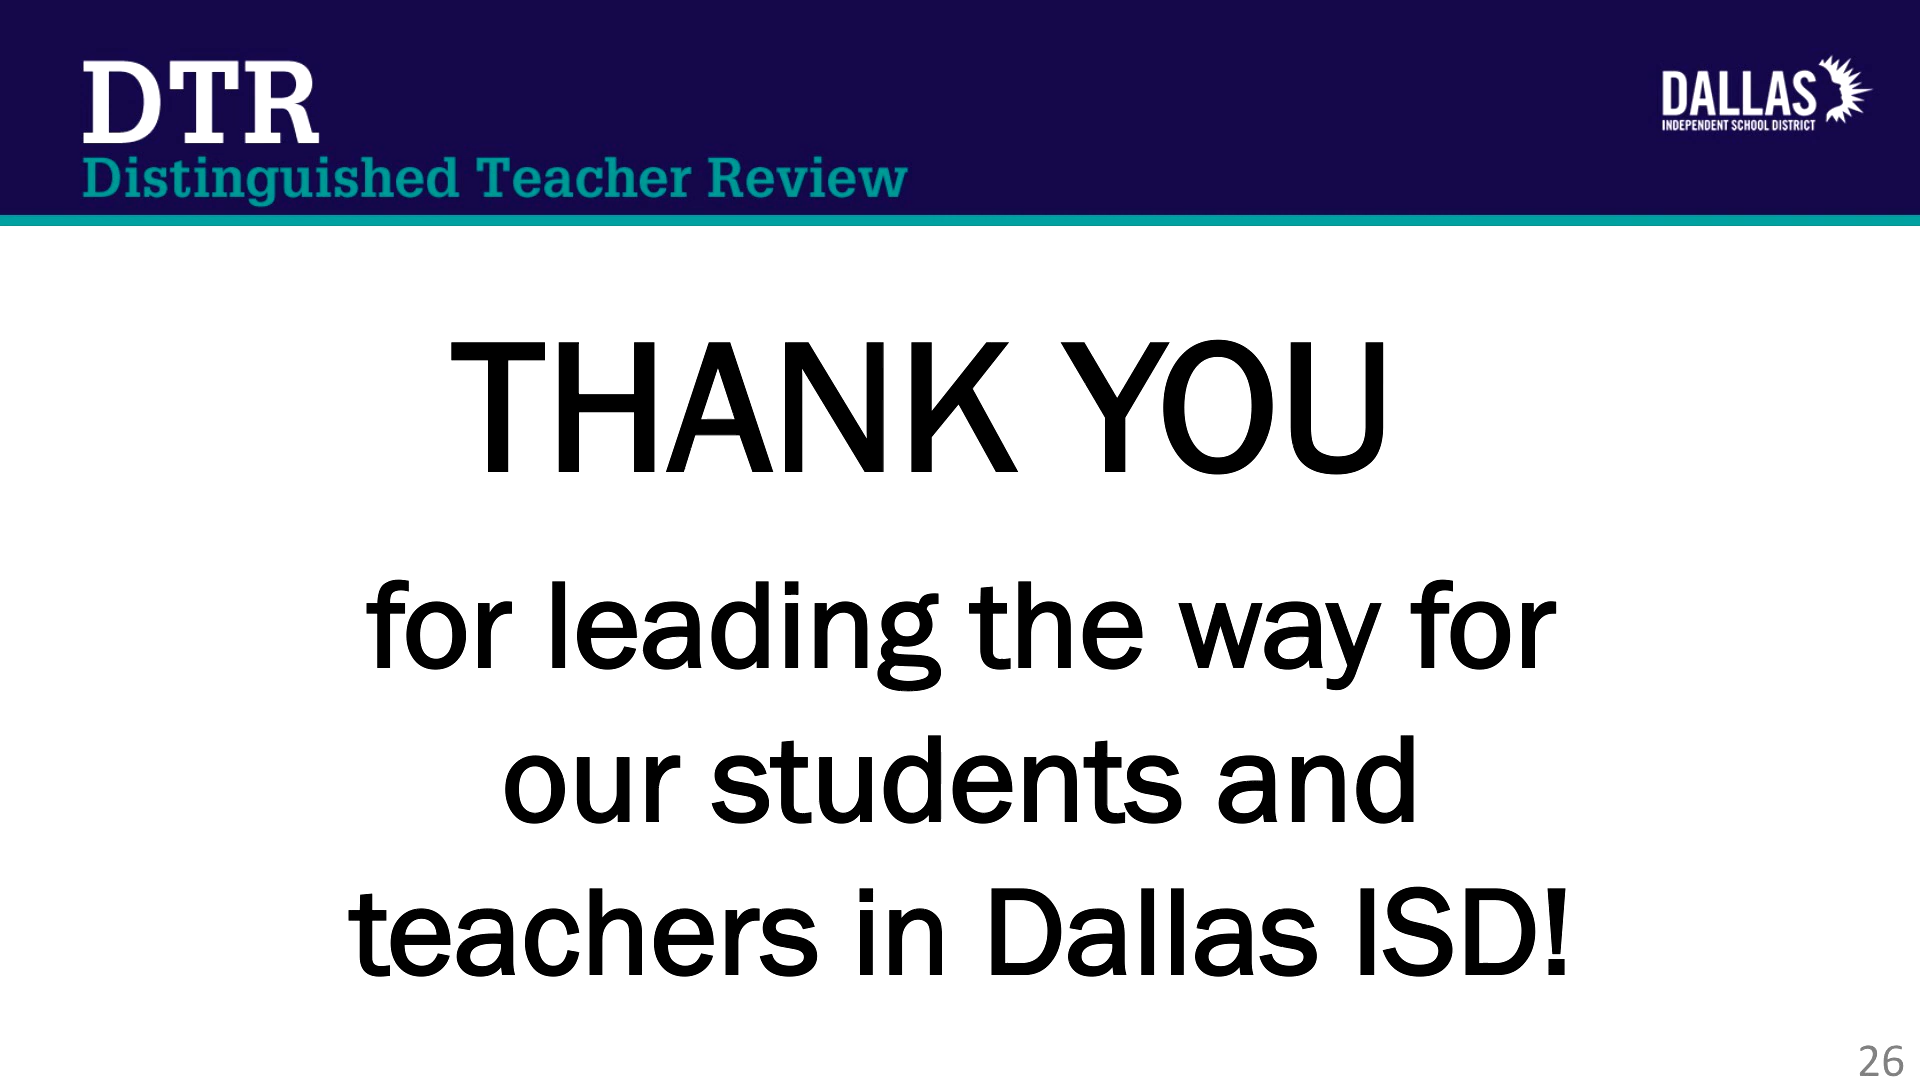 DTR
Distinguished Teacher Review
DALLAS
INDEPENDENT SCHOOL DISTRICT
THANK YOU
for leading the way for
our students and
teachers in Dallas ISD!
26